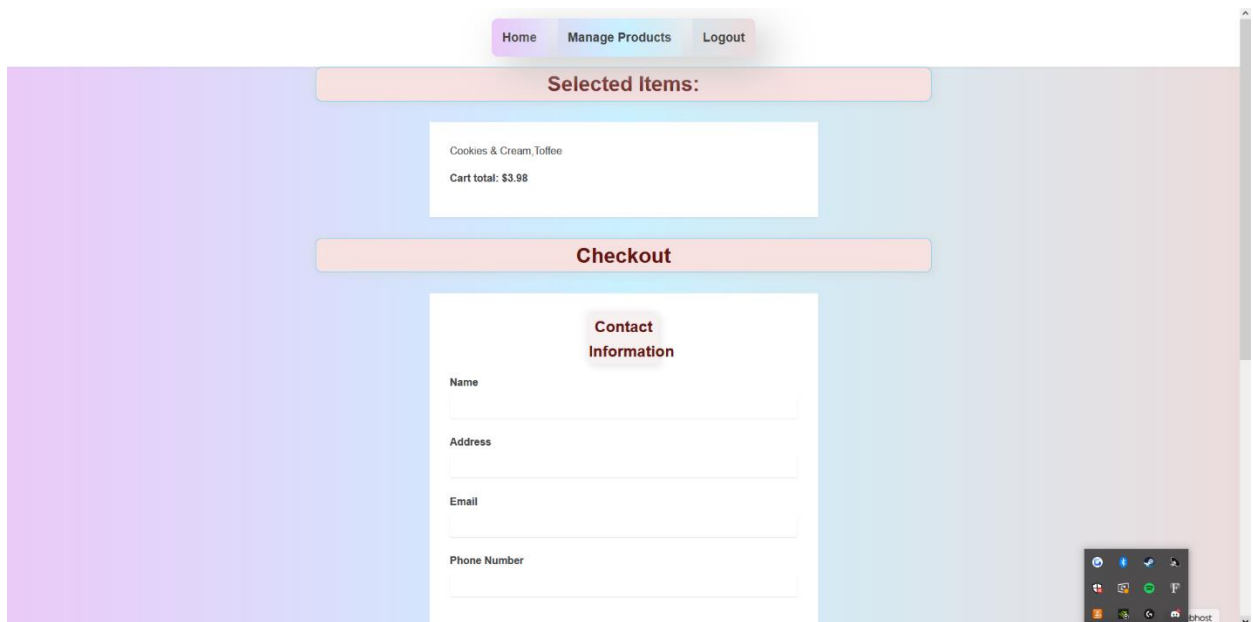 Home Manage Products Logout
Selected Items:
Cookies & Cream,Toffee
Cart total: $3.98
Checkout
Contact
Information
Name
Address
Email
Phone Number